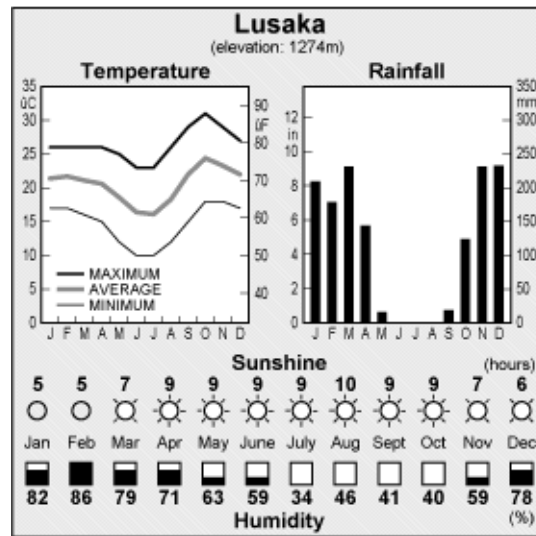 Lusaka
(elevation: 1274m)
Temperature
Rainfall
35
ûC
30
25
20
15
10
5
0
90
ûF
80
70
60
50
40
MAXIMUM
AVERAGE
MINIMUM
J F M A M J J A S O N D
12
in
10
8
6
4
2
0
350
mm
300
250
200
150
100
50
0
J F M A M J J A S O N D
Sunshine (hours)
5 5 7 9 9 9 9 10 9 9 7 6
Jan Feb Mar Apr May June July Aug Sept Oct Nov Dec
82 86 79 71 63 59 34 46 41 40 59 78
Humidity (%)